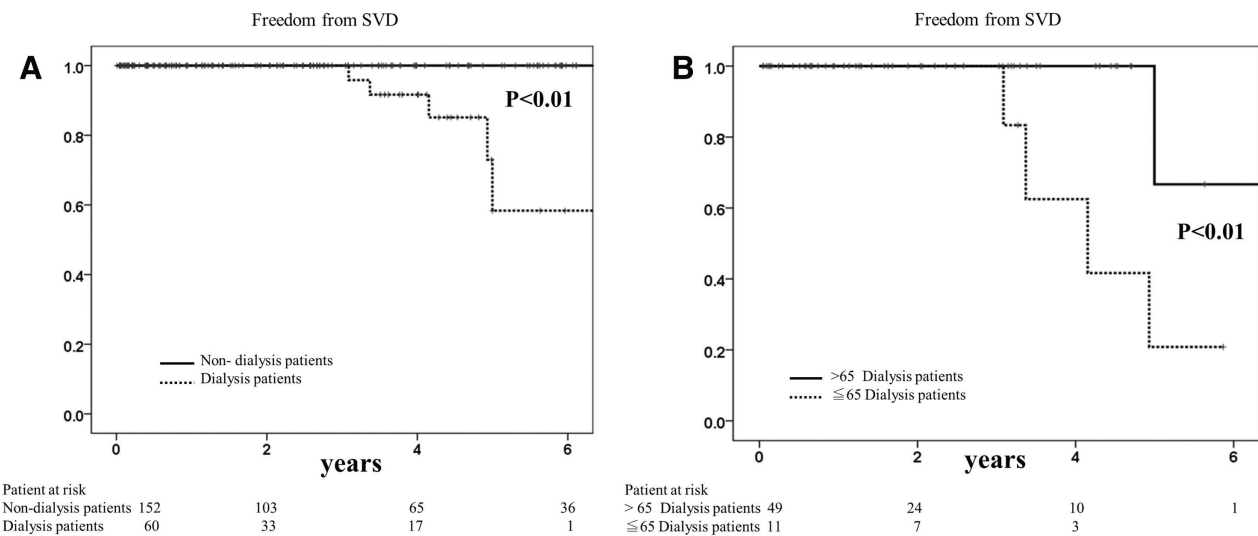 Freedom from SVD
A
1.0
0.8
0.6
0.4
0.2
0.0
P<0.01
Non- dialysis patients
Dialysis patients
0 2 4 6
years
Patient at risk
Non-dialysis patients 152 103 65 36
Dialysis patients 60 33 17 1
Freedom from SVD
B
1.0
0.8
0.6
0.4
0.2
0.0
P<0.01
>65 Dialysis patients
≦65 Dialysis patients
0 2 4 6
years
Patient at risk
> 65 Dialysis patients 49 24 10 1
≦65 Dialysis patients 11 7 3